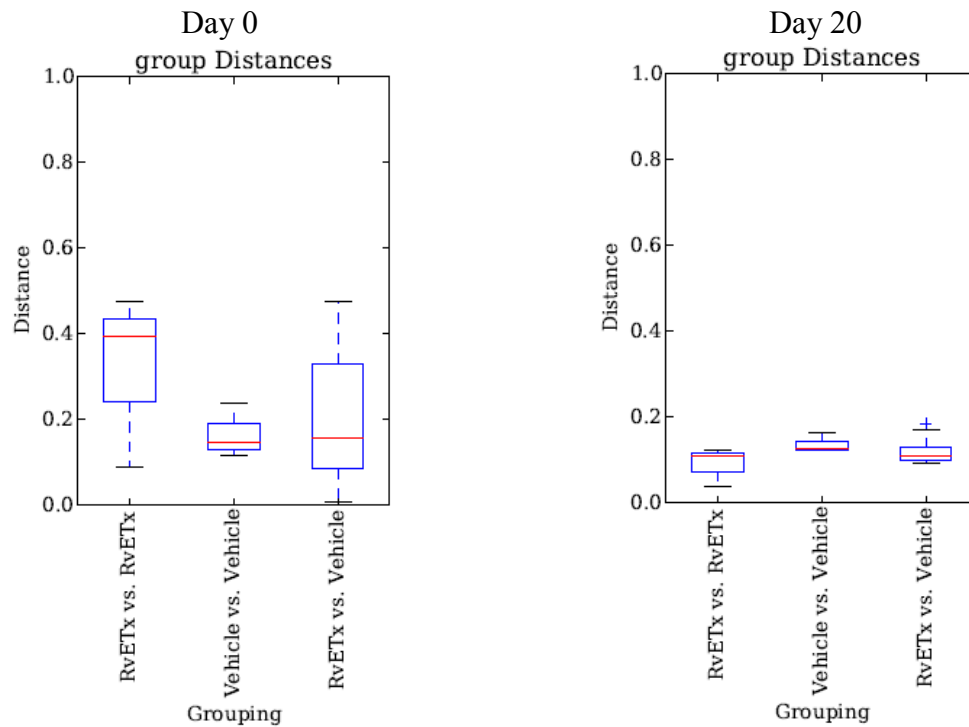 Day 0
group Distances
1.0
0.8
0.6
0.4
0.2
0.0
Distance
RvETx vs. RvETx
Vehicle vs. Vehicle
RvETx vs. Vehicle
Grouping
Day 20
group Distances
1.0
0.8
0.6
0.4
0.2
0.0
Distance
RvETx vs. RvETx
Vehicle vs. Vehicle
RvETx vs. Vehicle
Grouping